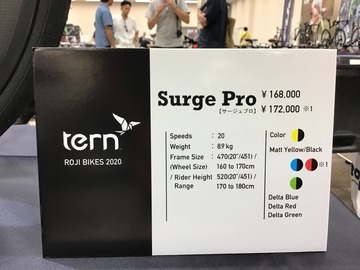 tern
ROJI BIKES 2020
Surge Pro
【サージュプロ】
¥ 168,000
¥ 172,000 ※1
Speeds : 20
Weight : 8.9 kg
Frame Size : 470(20"/451) /
(Wheel Size) 160 to 170cm
/ Rider Height 520(20"/451) /
Range 170 to 180cm
Color
Matt Yellow/Black
※1
Delta Blue
Delta Red
Delta Green